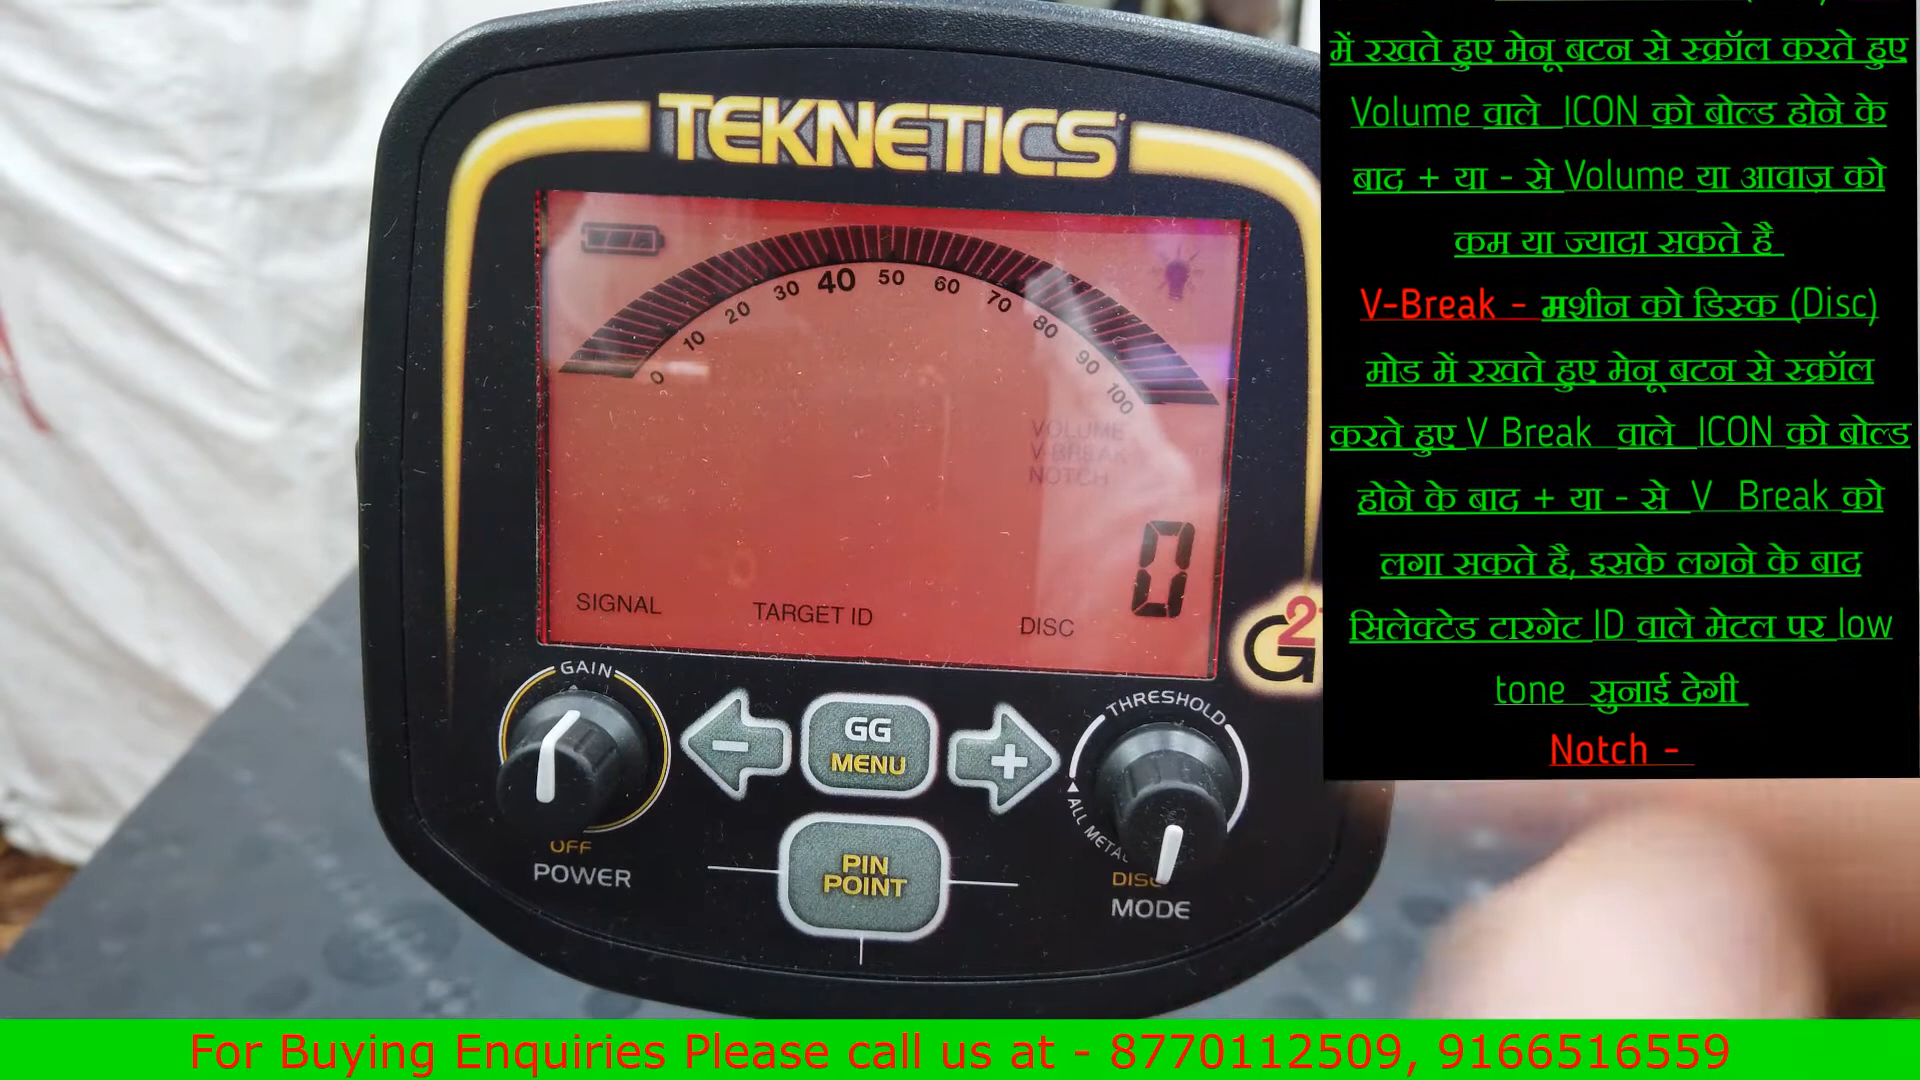 में रखते हुए मेनू बटन से स्क्रॉल करते हुए
Volume वाले ICON को बोल्ड होने के
बाद + या - से Volume या आवाज़ को
कम या ज्यादा सकते है
V-Break - मशीन को डिस्क (Disc)
मोड में रखते हुए मेनू बटन से स्क्रॉल
करते हुए V Break वाले ICON को बोल्ड
होने के बाद + या - से V Break को
लगा सकते है, इसके लगने के बाद
सिलेक्टेड टारगेट ID वाले मेटल पर low
tone सुनाई देगी
Notch -
TEKNETICS
0 10 20 30 40 50 60 70 80 90 100
VOLUME
V-BREAK
NOTCH
0
SIGNAL TARGET ID DISC
G2
GAIN
THRESHOLD
- GG +
MENU
ALL METAL
OFF
POWER
PIN
POINT
DISC
MODE
For Buying Enquiries Please call us at - 8770112509, 9166516559